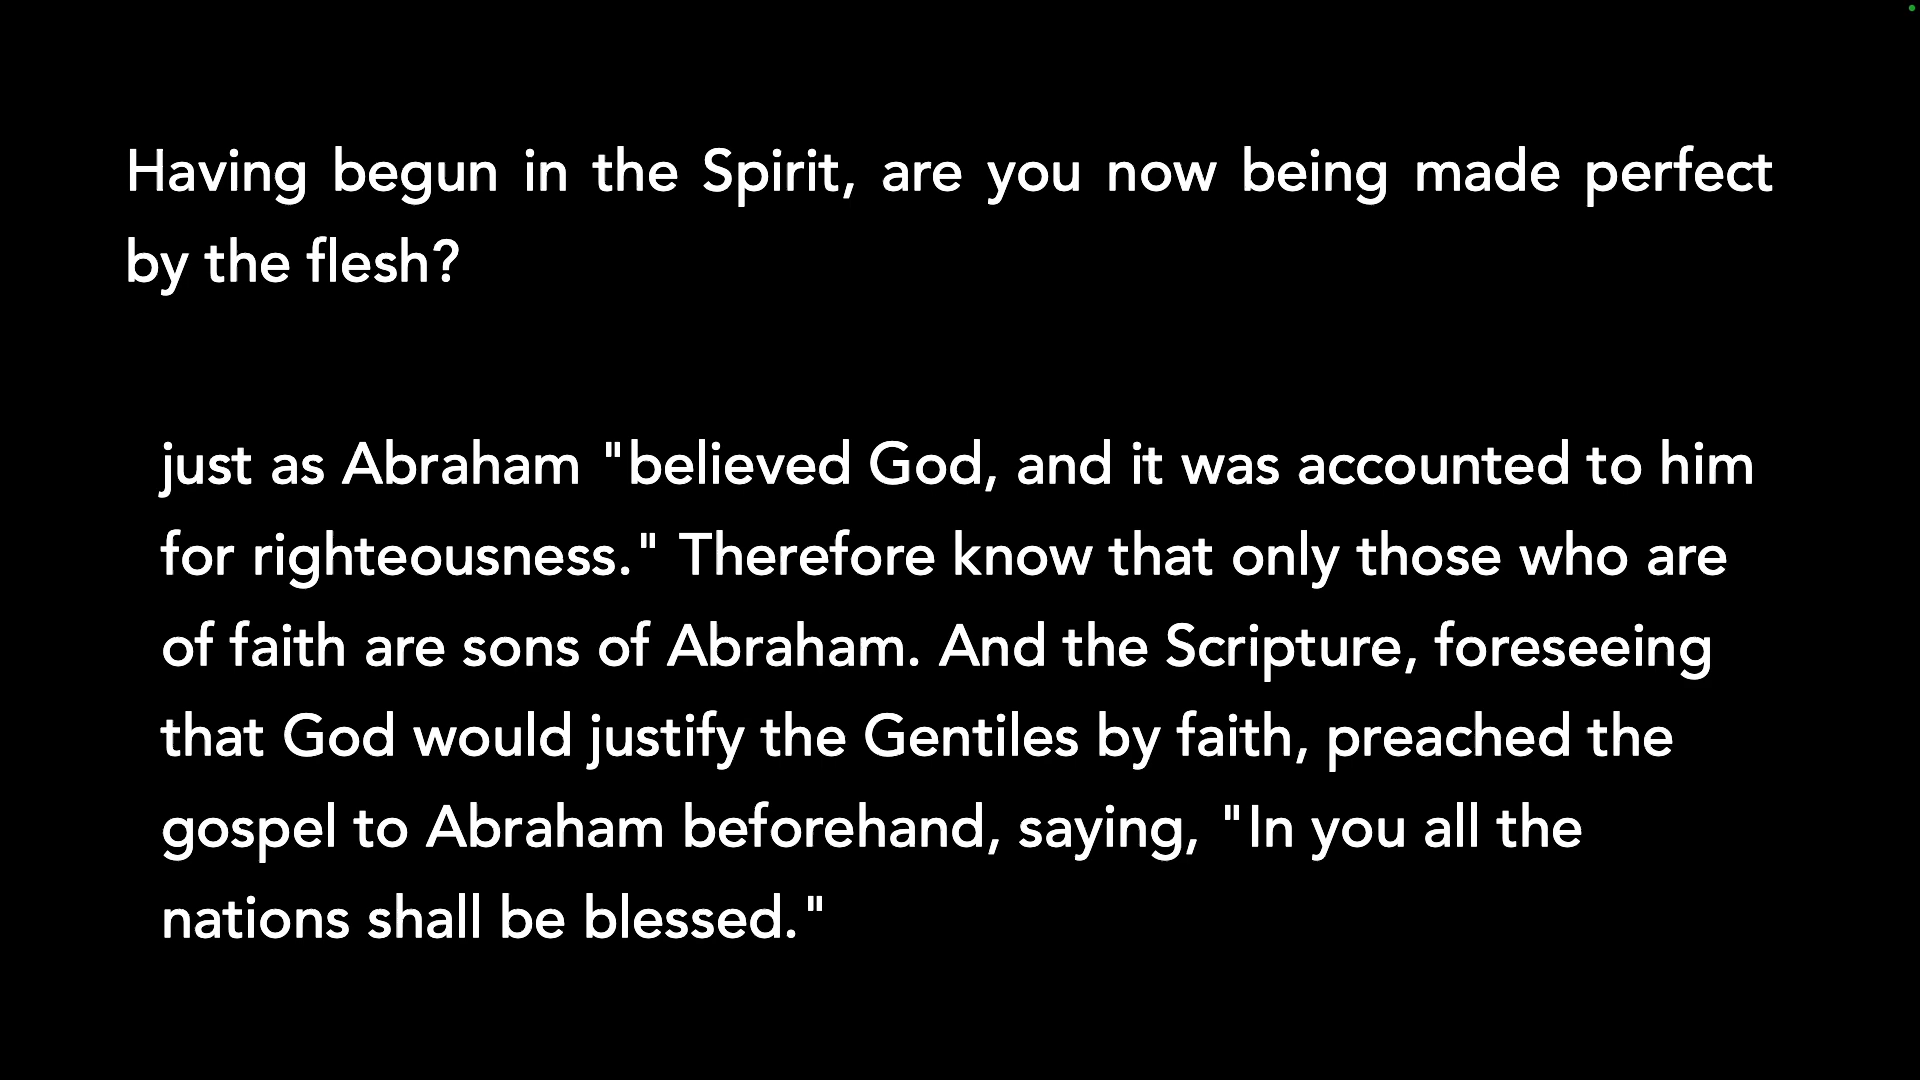 Having begun in the Spirit, are you now being made perfect
by the flesh?
just as Abraham "believed God, and it was accounted to him
for righteousness." Therefore know that only those who are
of faith are sons of Abraham. And the Scripture, foreseeing
that God would justify the Gentiles by faith, preached the
gospel to Abraham beforehand, saying, "In you all the
nations shall be blessed."